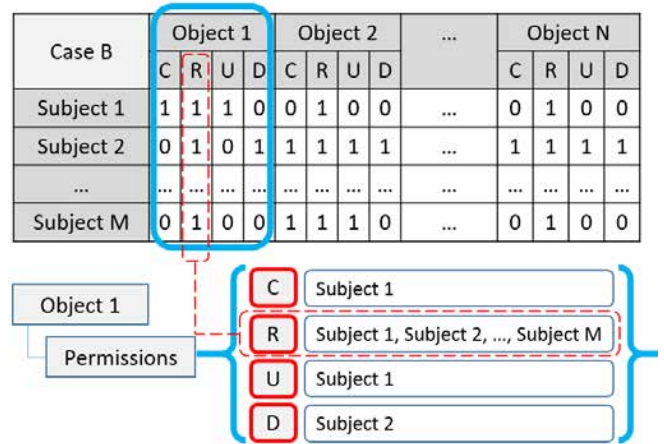 Case B Object 1 Object 2 ... Object N
C R U D C R U D C R U D
Subject 1 1 1 1 0 0 1 0 0 ... 0 1 0 0
Subject 2 0 1 0 1 1 1 1 1 ... 1 1 1 1
... ... ... ... ... ... ... ... ... ... ... ... ... ...
Subject M 0 1 0 0 1 1 1 0 ... 0 1 0 0
Object 1
Permissions
C Subject 1
R Subject 1, Subject 2, ..., Subject M
U Subject 1
D Subject 2